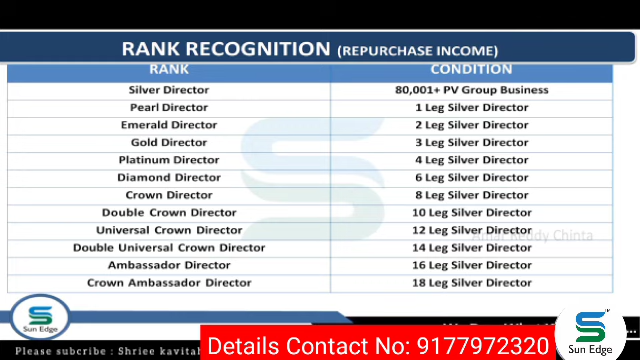 RANK RECOGNITION (REPURCHASE INCOME)
RANK CONDITION
Silver Director 80,001+ PV Group Business
Pearl Director 1 Leg Silver Director
Emerald Director 2 Leg Silver Director
Gold Director 3 Leg Silver Director
Platinum Director 4 Leg Silver Director
Diamond Director 6 Leg Silver Director
Crown Director 8 Leg Silver Director
Double Crown Director 10 Leg Silver Director
Universal Crown Director 12 Leg Silver Director
Reddy Chinta
Double Universal Crown Director 14 Leg Silver Director
Ambassador Director 16 Leg Silver Director
Crown Ambassador Director 18 Leg Silver Director
Sun Edge
Please subcribe : Shriee kavitab
Details Contact No: 9177972320
Sun Edge